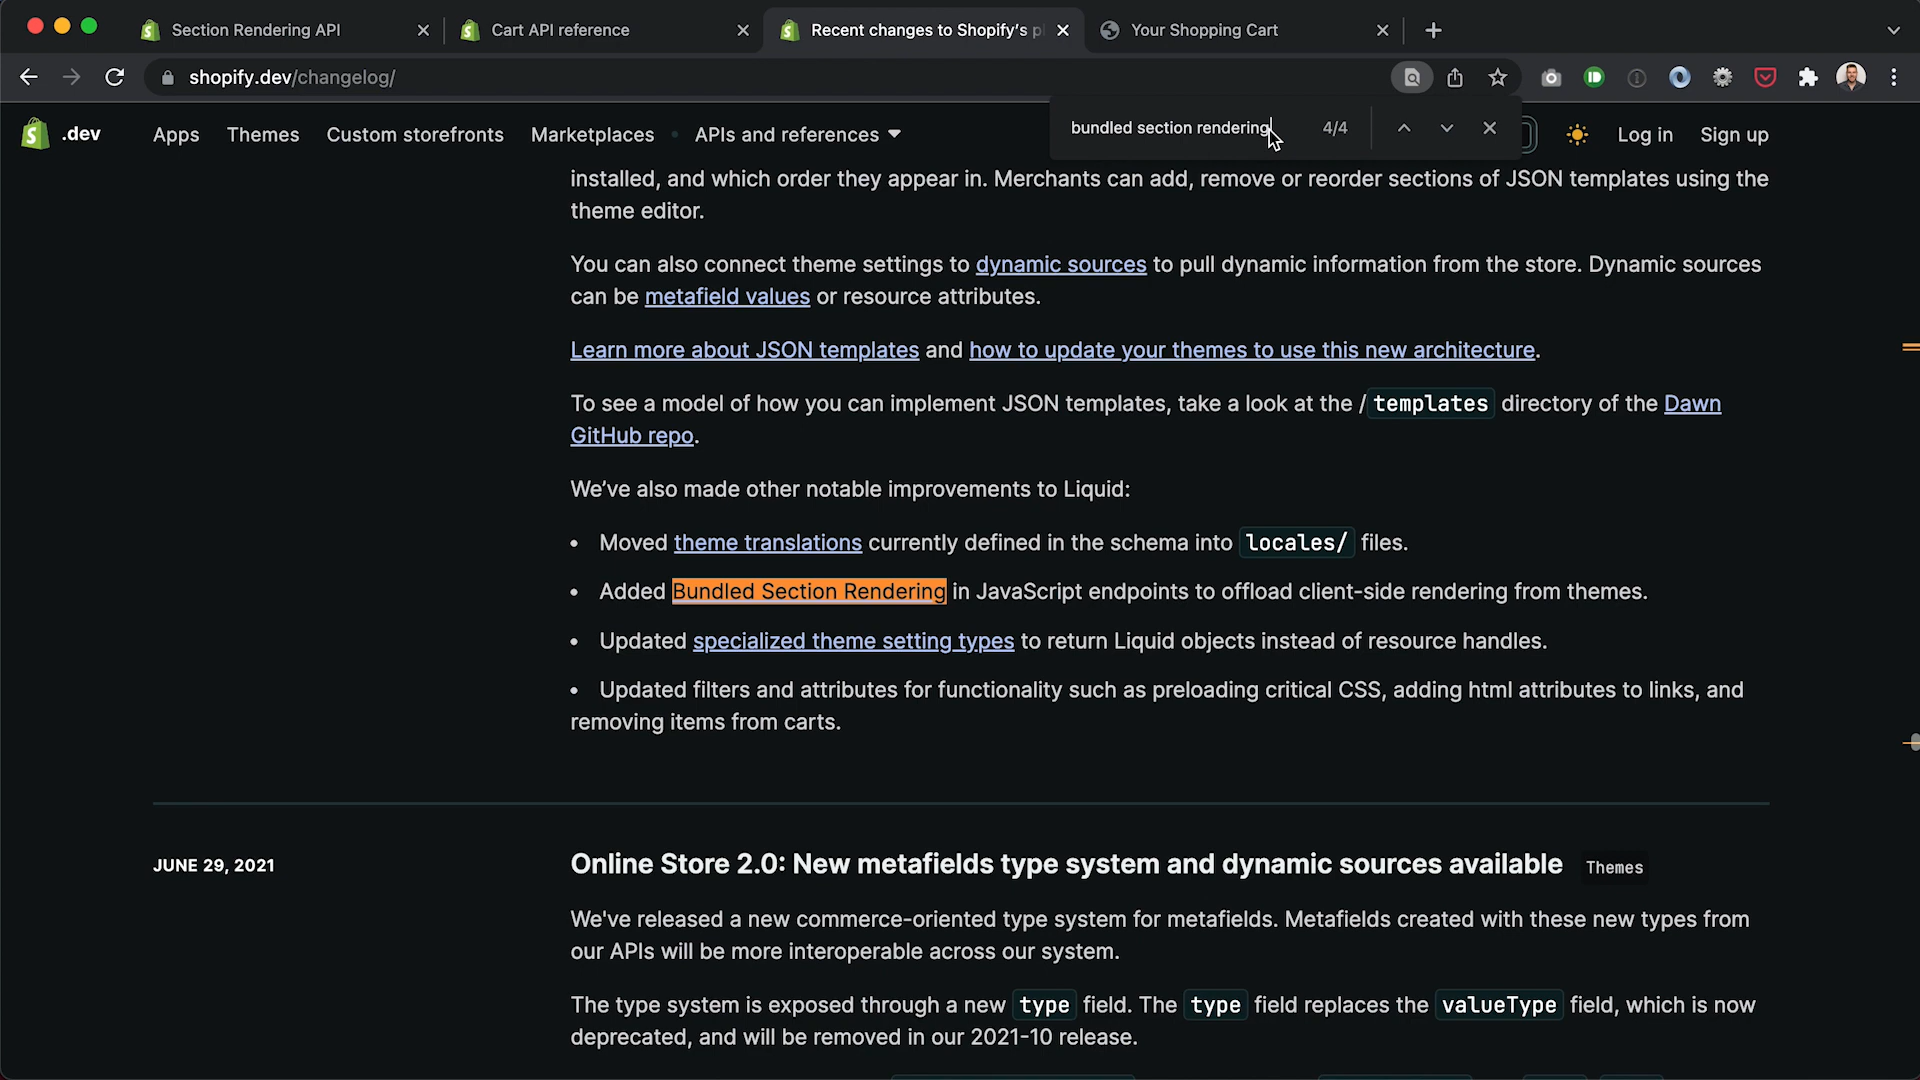 Section Rendering API
Cart API reference
Recent changes to Shopify's p
Your Shopping Cart
shopify.dev/changelog/
bundled section rendering
4/4
.dev
Apps
Themes
Custom storefronts
Marketplaces
APIs and references
Log in
Sign up
installed, and which order they appear in. Merchants can add, remove or reorder sections of JSON templates using the
theme editor.
You can also connect theme settings to dynamic sources to pull dynamic information from the store. Dynamic sources
can be metafield values or resource attributes.
Learn more about JSON templates and how to update your themes to use this new architecture.
To see a model of how you can implement JSON templates, take a look at the /templates directory of the Dawn
GitHub repo.
We've also made other notable improvements to Liquid:
• Moved theme translations currently defined in the schema into locales/ files.
• Added Bundled Section Rendering in JavaScript endpoints to offload client-side rendering from themes.
• Updated specialized theme setting types to return Liquid objects instead of resource handles.
• Updated filters and attributes for functionality such as preloading critical CSS, adding html attributes to links, and
removing items from carts.
JUNE 29, 2021
Online Store 2.0: New metafields type system and dynamic sources available
Themes
We've released a new commerce-oriented type system for metafields. Metafields created with these new types from
our APIs will be more interoperable across our system.
The type system is exposed through a new type field. The type field replaces the valueType field, which is now
deprecated, and will be removed in our 2021-10 release.